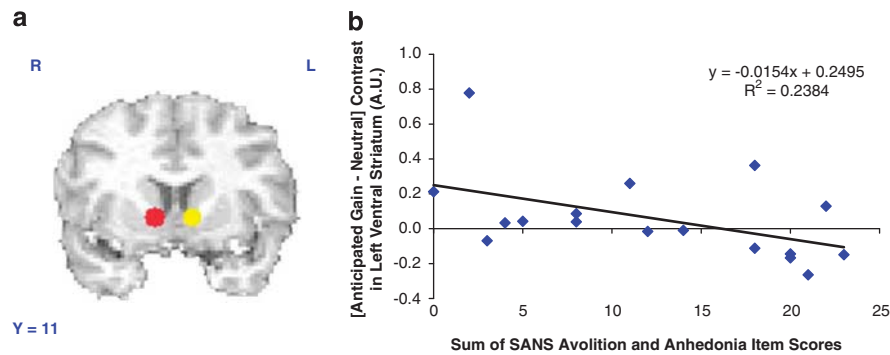 a
R
L
Y = 11
b
[Anticipated Gain - Neutral] Contrast
in Left Ventral Striatum (A.U.)
1.0
0.8
0.6
0.4
0.2
0.0
-0.2
-0.4
y = -0.0154x + 0.2495
R² = 0.2384
0
5
10
15
20
25
Sum of SANS Avolition and Anhedonia Item Scores